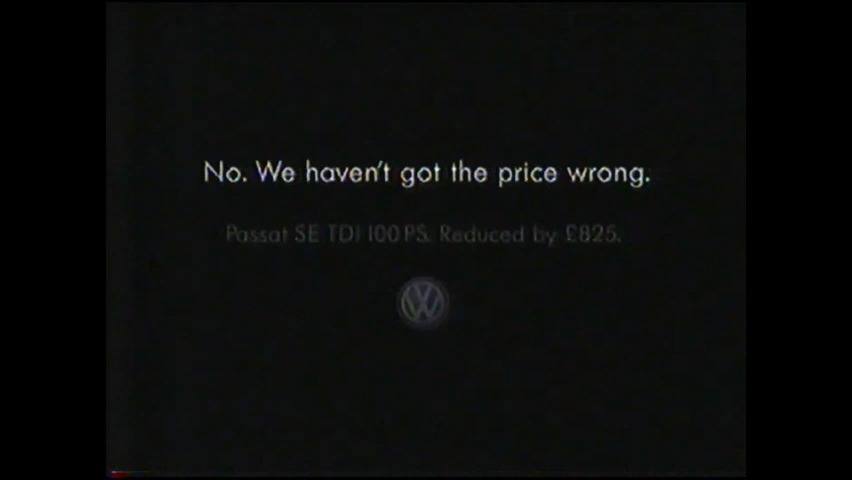 No. We haven't got the price wrong.
Passat SE TDI 100 PS. Reduced by £825.